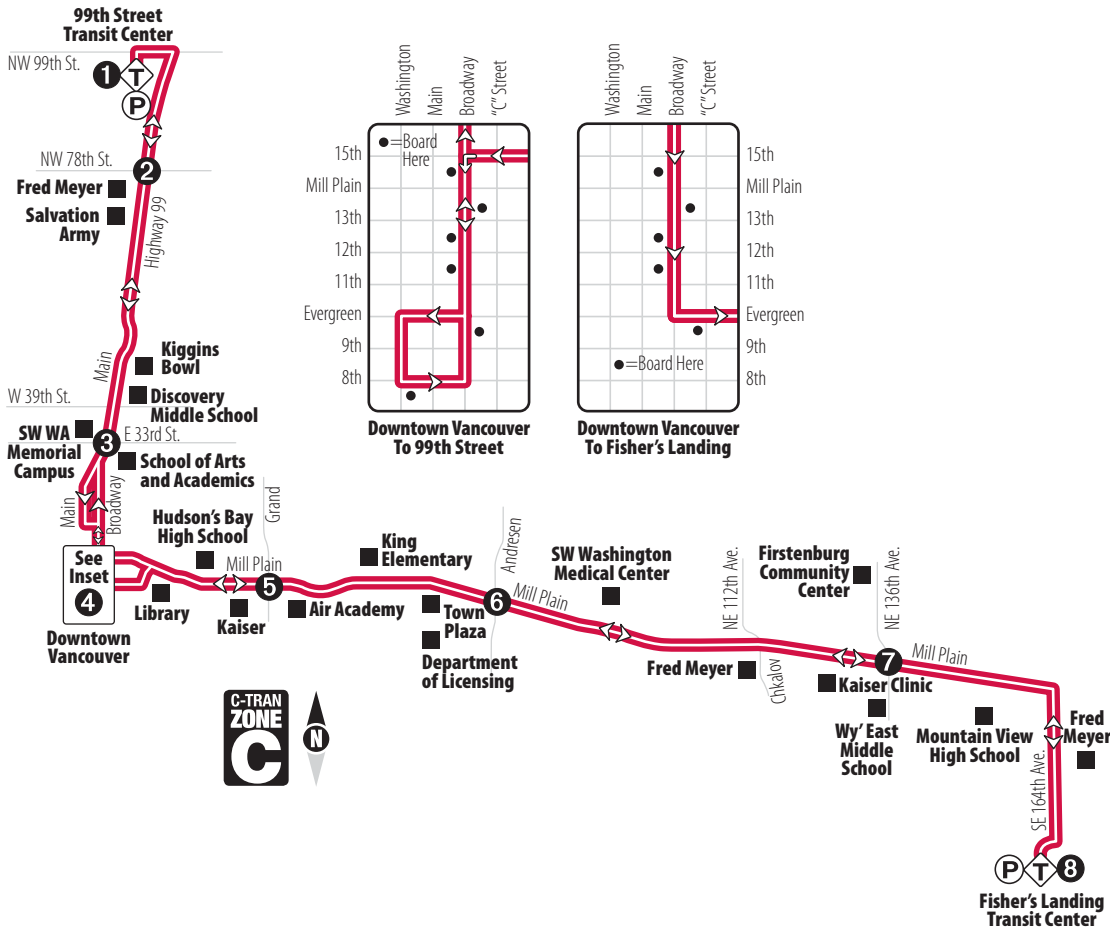 99th Street
Transit Center
NW 99th St.
1
T
P
NW 78th St.
2
Fred Meyer
Salvation
Army
Highway 99
Main
Kiggins
Bowl
Discovery
Middle School
W 39th St.
SW WA
Memorial
Campus
3
E 33rd St.
School of Arts
and Academics
Main
Broadway
See
Inset
4
Downtown
Vancouver
Washington
Main
Broadway
"C" Street
=Board
Here
15th
Mill Plain
13th
12th
11th
Evergreen
9th
8th
Downtown Vancouver
To 99th Street
Washington
Main
Broadway
"C" Street
15th
Mill Plain
13th
12th
11th
Evergreen
9th
8th
=Board Here
Downtown Vancouver
To Fisher's Landing
Hudson's Bay
High School
Grand
Mill Plain
5
Library
Kaiser
Air Academy
King
Elementary
Town
Plaza
Department
of Licensing
Andresen
6
Mill Plain
SW Washington
Medical Center
NE 112th Ave.
Fred Meyer
Chkalov
Firstenburg
Community
Center
NE 136th Ave.
7
Mill Plain
Kaiser Clinic
Wy' East
Middle
School
Mountain View
High School
Fred
Meyer
SE 164th Ave.
P
T
8
Fisher's Landing
Transit Center
C-TRAN
ZONE
C
N